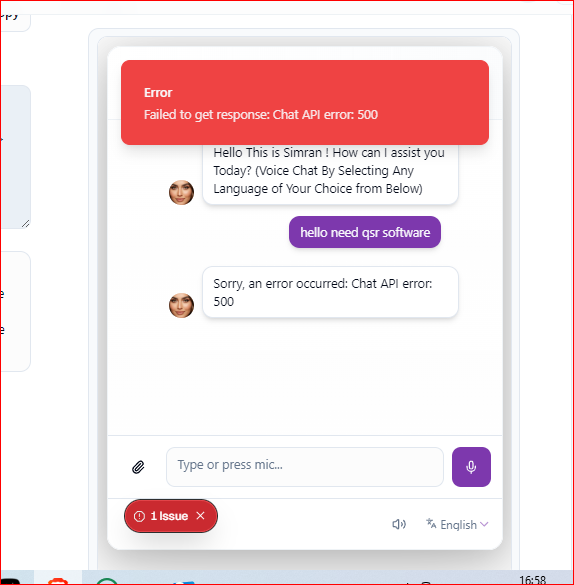 Error
Failed to get response: Chat API error: 500
Hello This is Simran ! How can I assist you
Today? (Voice Chat By Selecting Any
Language of Your Choice from Below)
hello need qsr software
Sorry, an error occurred: Chat API error:
500
Type or press mic...
1 Issue
English
16:58